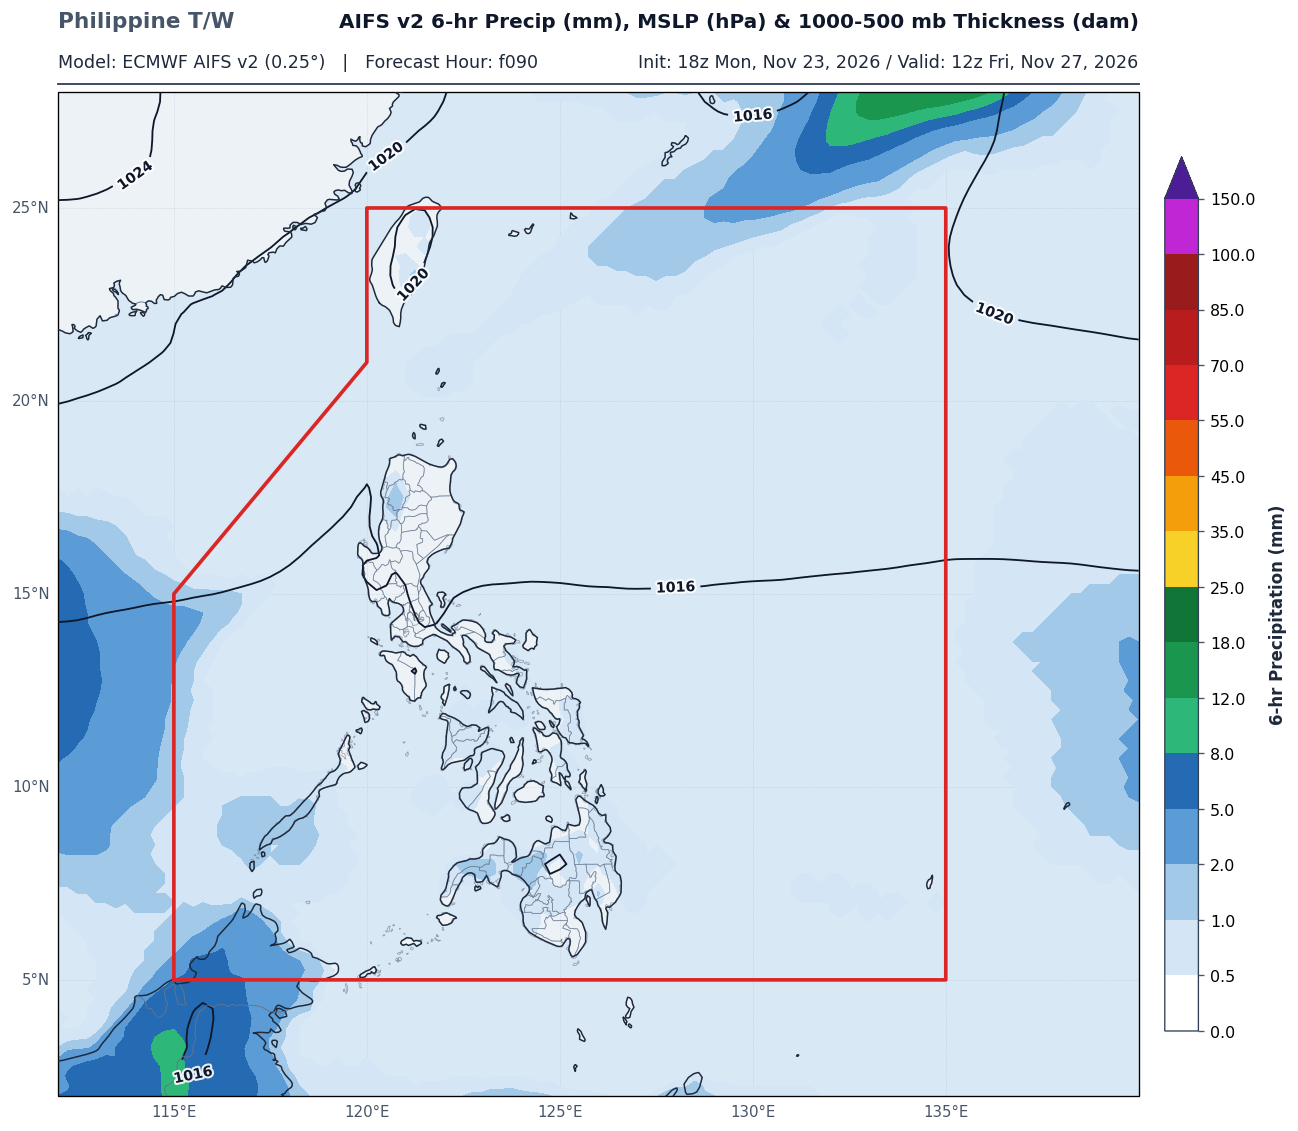 Philippine T/W
AIFS v2 6-hr Precip (mm), MSLP (hPa) & 1000-500 mb Thickness (dam)
Model: ECMWF AIFS v2 (0.25°) | Forecast Hour: f090
Init: 18z Mon, Nov 23, 2026 / Valid: 12z Fri, Nov 27, 2026
1016
1020
1024
1020
1020
1016
1016
25°N
20°N
15°N
10°N
5°N
115°E
120°E
125°E
130°E
135°E
150.0
100.0
85.0
70.0
55.0
45.0
35.0
25.0
18.0
12.0
8.0
5.0
2.0
1.0
0.5
0.0
6-hr Precipitation (mm)